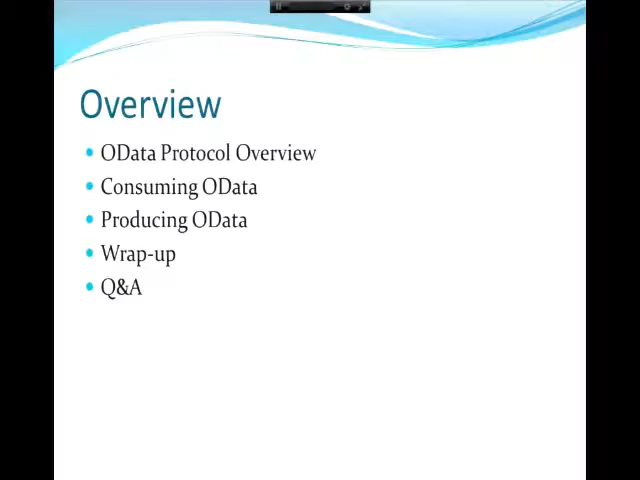 Overview
OData Protocol Overview
Consuming OData
Producing OData
Wrap-up
Q&A